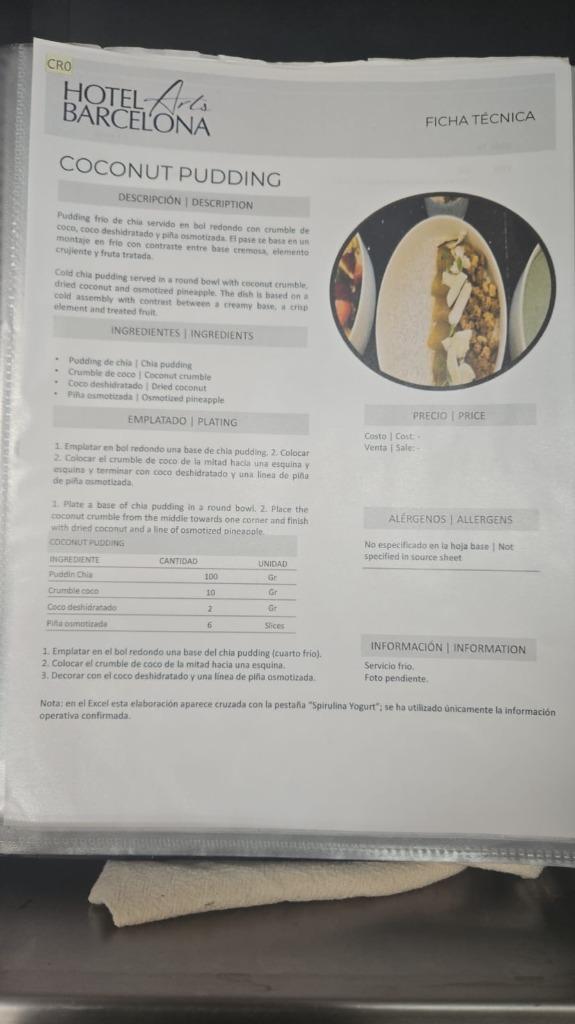 CR0
HOTEL Arts
BARCELONA
FICHA TÉCNICA
COCONUT PUDDING
DESCRIPCIÓN | DESCRIPTION
Pudding frío de chia servido en bol redondo con crumble de
coco, coco deshidratado y piña osmotizada. El pase se basa en un
montaje en frío con contraste entre base cremosa, elemento
crujiente y fruta tratada.
Cold chia pudding served in a round bowl with coconut crumble,
dried coconut and osmotized pineapple. The dish is based on a
cold assembly with contrast between a creamy base, a crisp
element and treated fruit.
INGREDIENTES | INGREDIENTS
• Pudding de chía | Chia pudding
• Crumble de coco | Coconut crumble
• Coco deshidratado | Dried coconut
• Piña osmotizada | Osmotized pineapple
EMPLATADO | PLATING
1. Emplatar en bol redondo una base de chia pudding. 2. Colocar
2. Colocar el crumble de coco de la mitad hacia una esquina y
esquina y terminar con coco deshidratado y una línea de piña
de piña osmotizada.
1. Plate a base of chia pudding in a round bowl. 2. Place the
coconut crumble from the middle towards one corner and finish
with dried coconut and a line of osmotized pineapple.
COCONUT PUDDING
INGREDIENTE CANTIDAD UNIDAD
Puddin Chia 100 Gr
Crumble coco 10 Gr
Coco deshidratado 2 Gr
Piña osmotizada 6 Slices
1. Emplatar en el bol redondo una base del chia pudding (cuarto frío).
2. Colocar el crumble de coco de la mitad hacia una esquina.
3. Decorar con el coco deshidratado y una línea de piña osmotizada.
PRECIO | PRICE
Costo | Cost: -
Venta | Sale: -
ALÉRGENOS | ALLERGENS
No especificado en la hoja base | Not
specified in source sheet
INFORMACIÓN | INFORMATION
Servicio frío.
Foto pendiente.
Nota: en el Excel esta elaboración aparece cruzada con la pestaña "Spirulina Yogurt"; se ha utilizado únicamente la información
operativa confirmada.